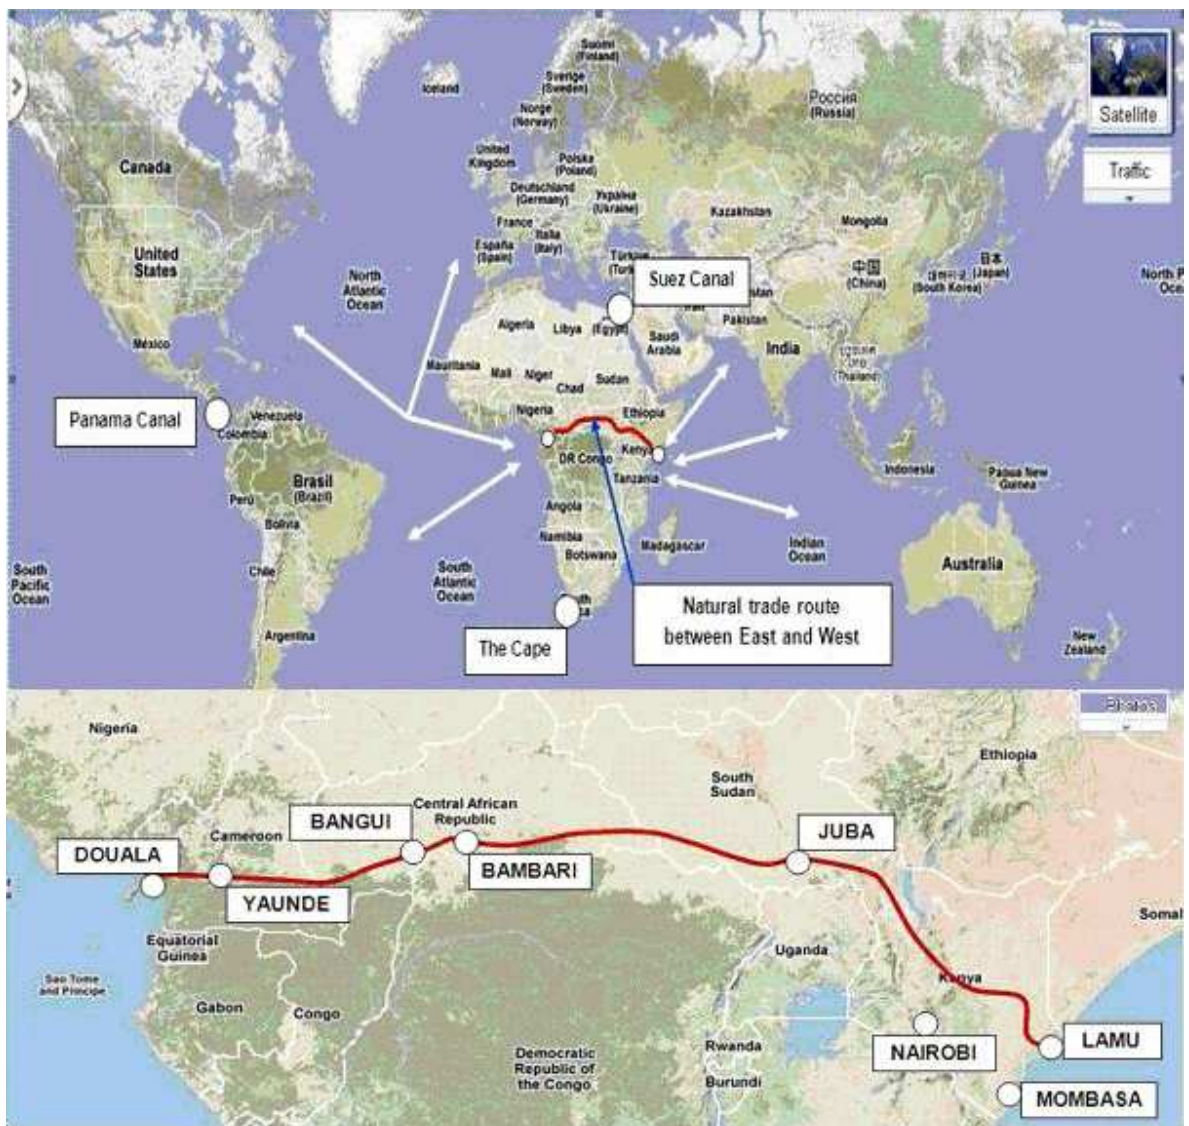 Suomi
(Finland)
Iceland
Sverige
(Sweden)
Norge
(Norway)
Россия
(Russia)
Satellite
Canada
United
Kingdom
Polska
(Poland)
Traffic
Deutschland
(Germany)
Україна
(Ukraine)
France
Kazakhstan
Mongolia
United
States
España
(Spain)
Italia
(Italy)
Türkiye
Suez Canal
中国
(China)
日本
(Japan)
(South Korea)
North
Atlantic
Ocean
Algeria
Libya
(Egypt)
Pakistan
Saudi
Arabia
India
México
Mauritania
Mali
Niger
Chad
Sudan
(Thailand)
Panama Canal
Venezuela
Colombia
Nigeria
Ethiopia
DR Congo
Kenya
Tanzania
Indonesia
Papua New
Guinea
Brasil
(Brazil)
Perú
Bolivia
Angola
Namibia
Botswana
Madagascar
Indian
Ocean
Australia
South
Pacific
Ocean
Chile
South
Atlantic
Ocean
Natural trade route
between East and West
The Cape
Argentina
New
Zealand
Photos
Nigeria
Ethiopia
South
Sudan
Central African
Republic
BANGUI
Cameroon
JUBA
DOUALA
BAMBARI
YAUNDE
Somal
Equatorial
Guinea
Uganda
Sao Tome
and Principe
Kenya
Gabon
Congo
LAMU
NAIROBI
Rwanda
Democratic
Republic of
the Congo
Burundi
MOMBASA